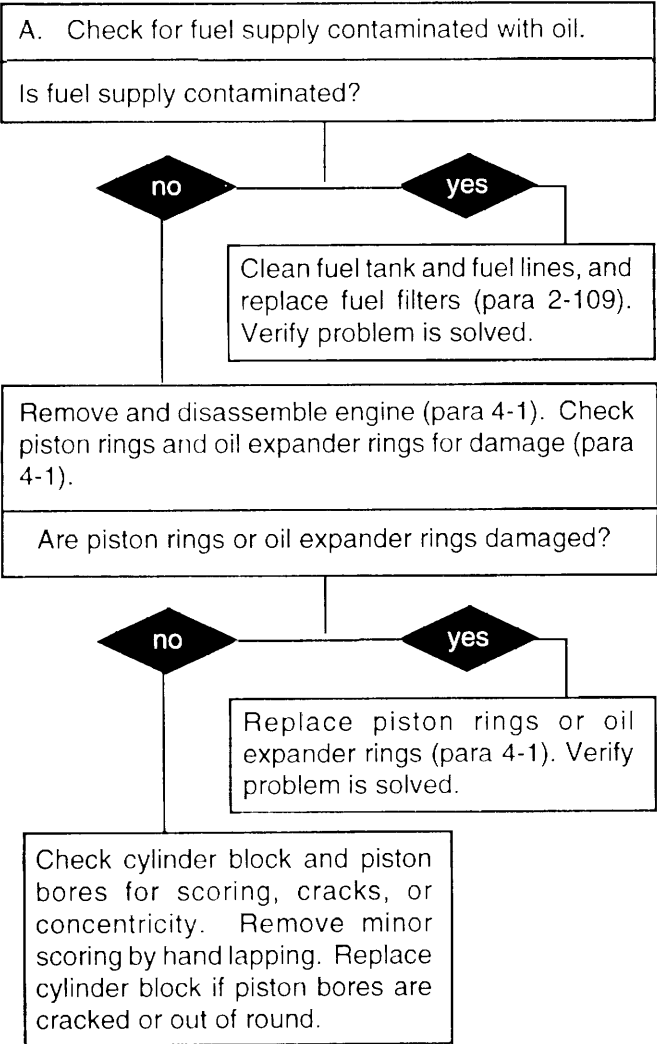 A. Check for fuel supply contaminated with oil.
Is fuel supply contaminated?
no
yes
Clean fuel tank and fuel lines, and
replace fuel filters (para 2-109).
Verify problem is solved.
Remove and disassemble engine (para 4-1). Check
piston rings and oil expander rings for damage (para
4-1).
Are piston rings or oil expander rings damaged?
no
yes
Replace piston rings or oil
expander rings (para 4-1). Verify
problem is solved.
Check cylinder block and piston
bores for scoring, cracks, or
concentricity. Remove minor
scoring by hand lapping. Replace
cylinder block if piston bores are
cracked or out of round.